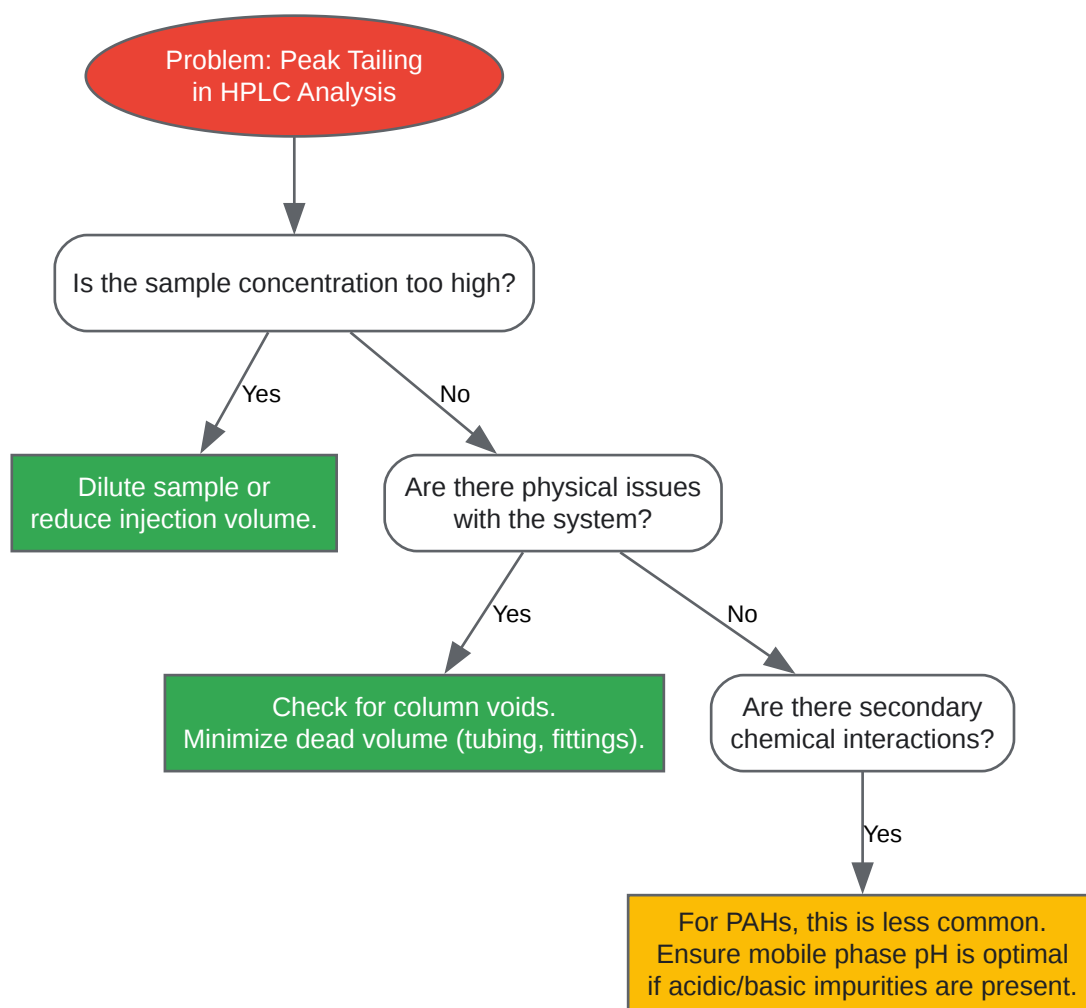 Problem: Peak Tailing
in HPLC Analysis
Is the sample concentration too high?
Yes
No
Dilute sample or
reduce injection volume.
Are there physical issues
with the system?
Yes
No
Check for column voids.
Minimize dead volume (tubing, fittings).
Are there secondary
chemical interactions?
Yes
For PAHs, this is less common.
Ensure mobile phase pH is optimal
if acidic/basic impurities are present.